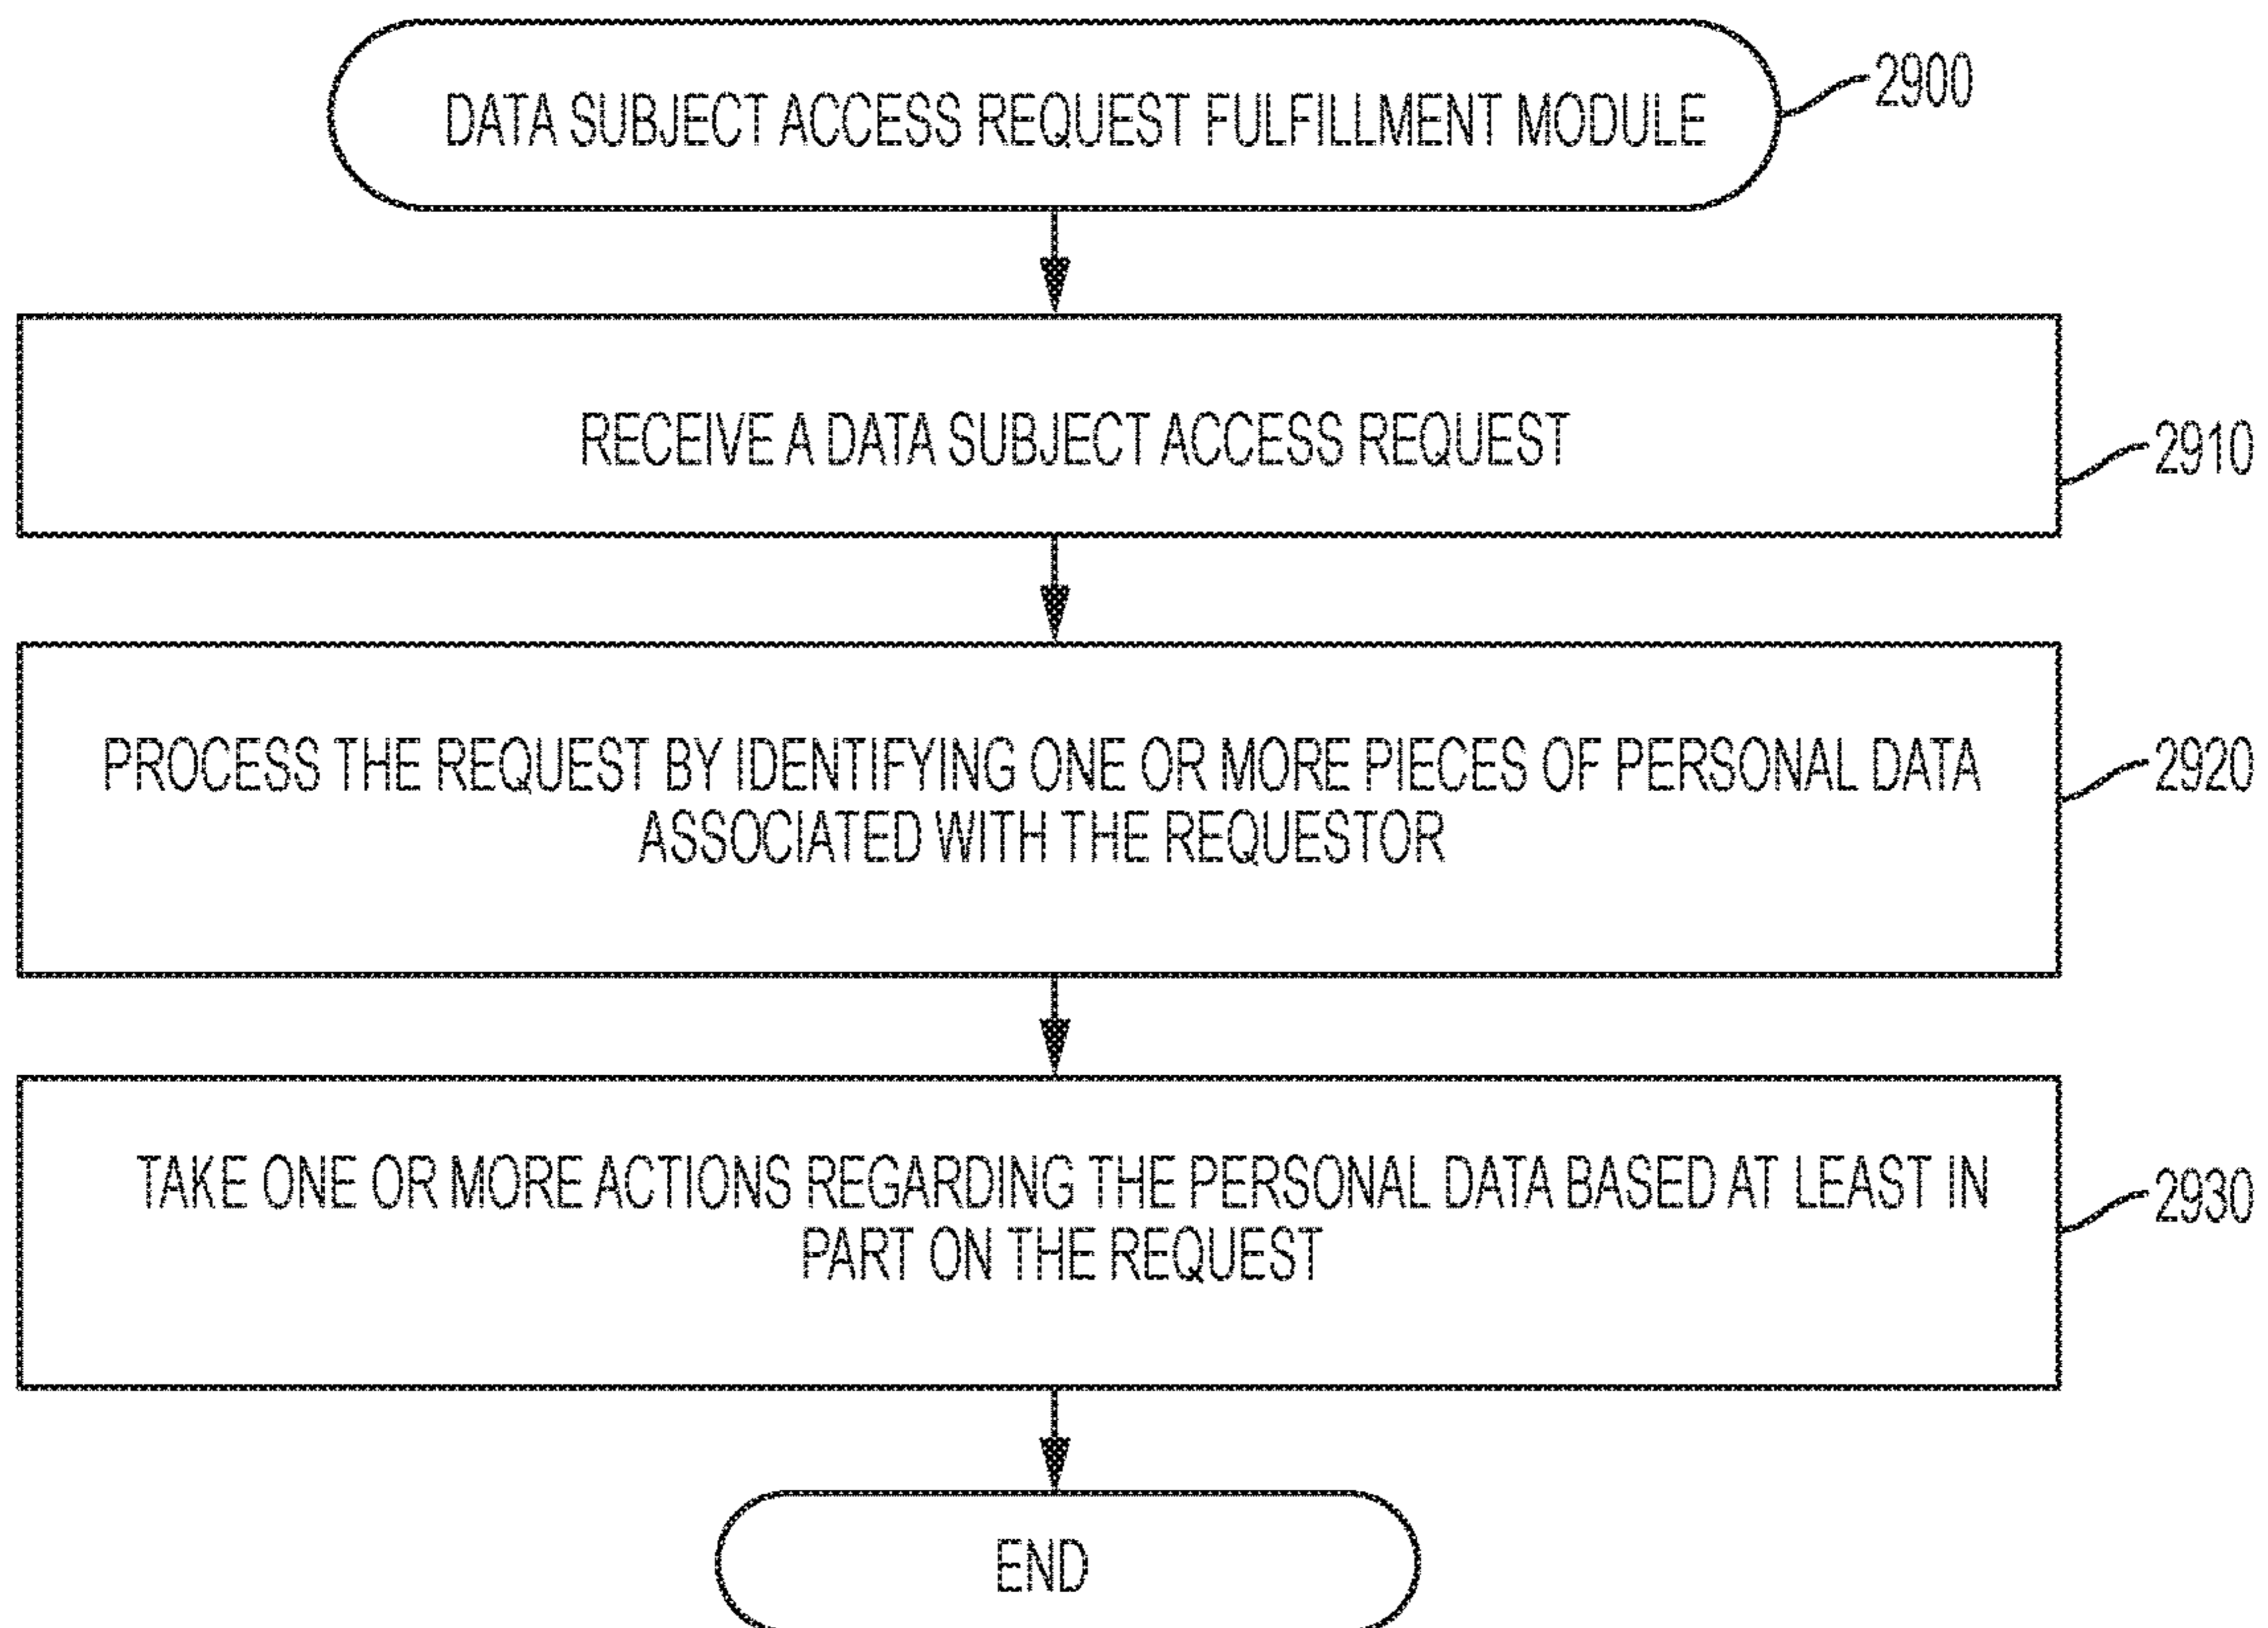 DATA SUBJECT ACCESS REQUEST FULFILLMENT MODULE
2900
RECEIVE A DATA SUBJECT ACCESS REQUEST
2910
PROCESS THE REQUEST BY IDENTIFYING ONE OR MORE PIECES OF PERSONAL DATA
ASSOCIATED WITH THE REQUESTOR
2920
TAKE ONE OR MORE ACTIONS REGARDING THE PERSONAL DATA BASED AT LEAST IN
PART ON THE REQUEST
2930
END